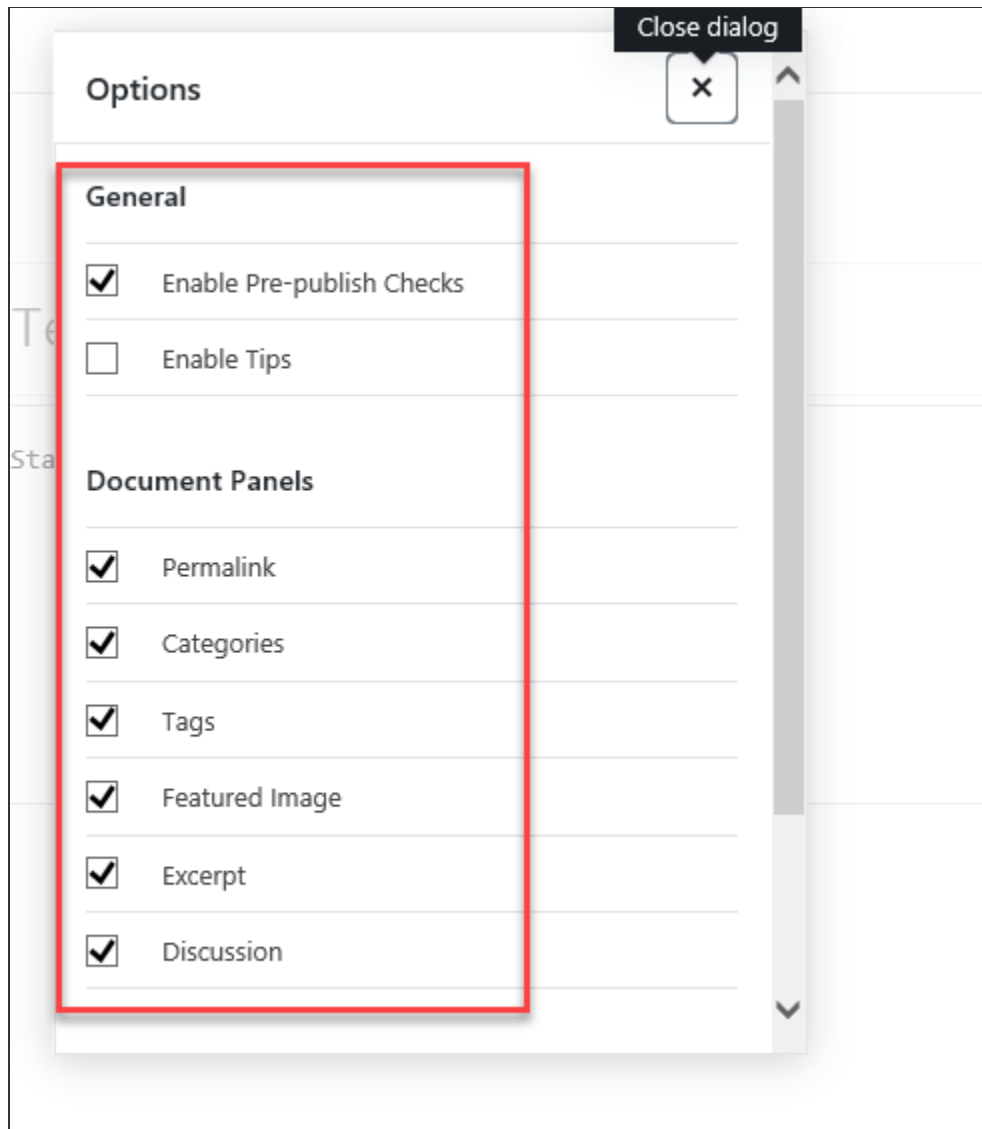 Close dialog
Options
General
Enable Pre-publish Checks
Enable Tips
Document Panels
Permalink
Categories
Tags
Featured Image
Excerpt
Discussion